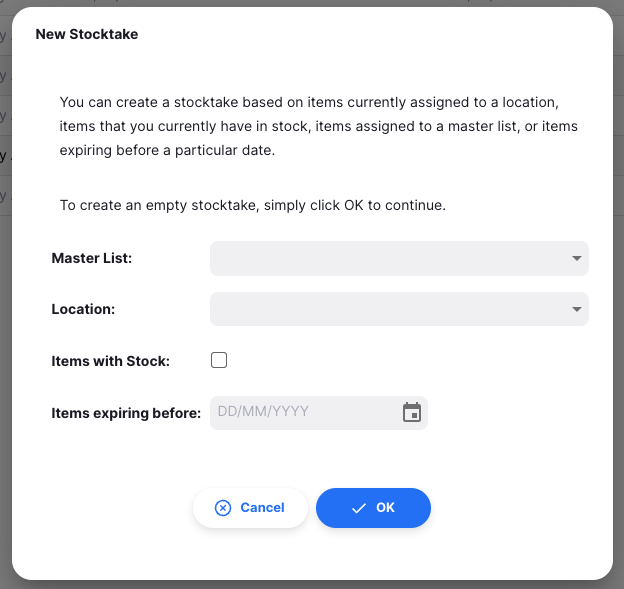 New Stocktake
You can create a stocktake based on items currently assigned to a location,
items that you currently have in stock, items assigned to a master list, or items
expiring before a particular date.
To create an empty stocktake, simply click OK to continue.
Master List:
Location:
Items with Stock:
Items expiring before: DD/MM/YYYY
Cancel OK